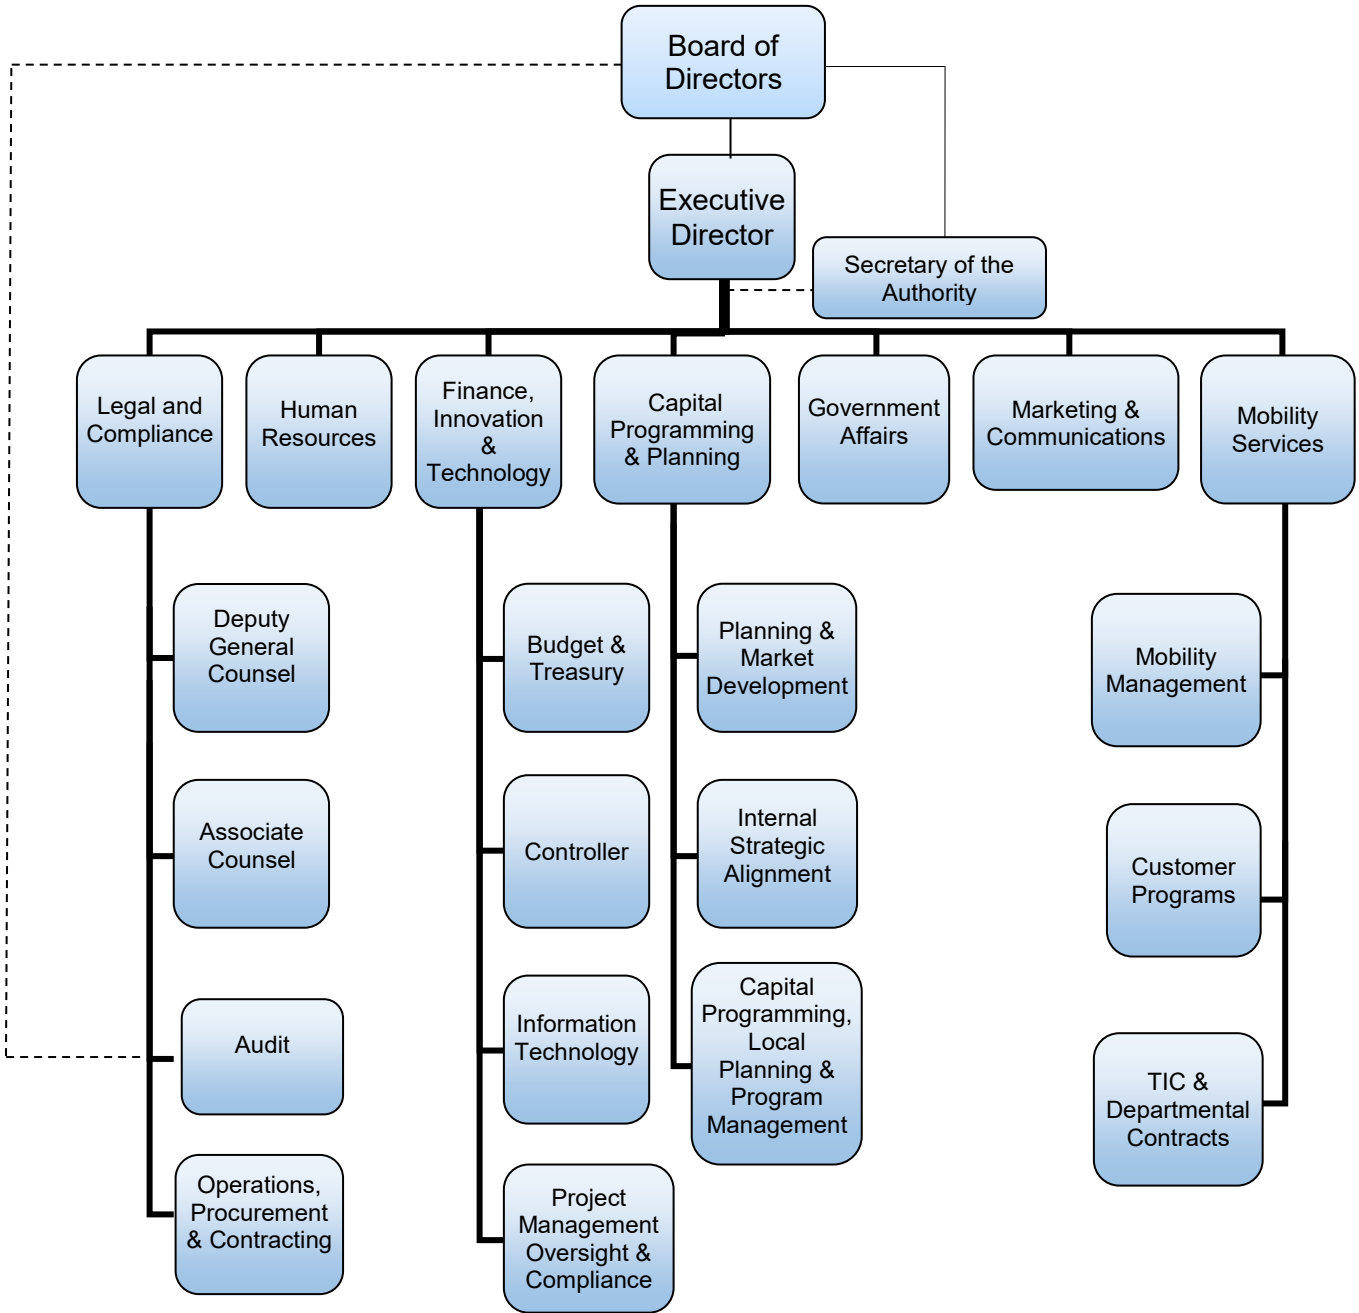 Board of
Directors
Executive
Director
Secretary of the
Authority
Legal and
Compliance
Human
Resources
Finance,
Innovation
&
Technology
Capital
Programming
& Planning
Government
Affairs
Marketing &
Communications
Mobility
Services
Deputy
General
Counsel
Budget &
Treasury
Planning &
Market
Development
Mobility
Management
Associate
Counsel
Controller
Internal
Strategic
Alignment
Customer
Programs
Audit
Information
Technology
Capital
Programming,
Local
Planning &
Program
Management
TIC &
Departmental
Contracts
Operations,
Procurement
& Contracting
Project
Management
Oversight &
Compliance